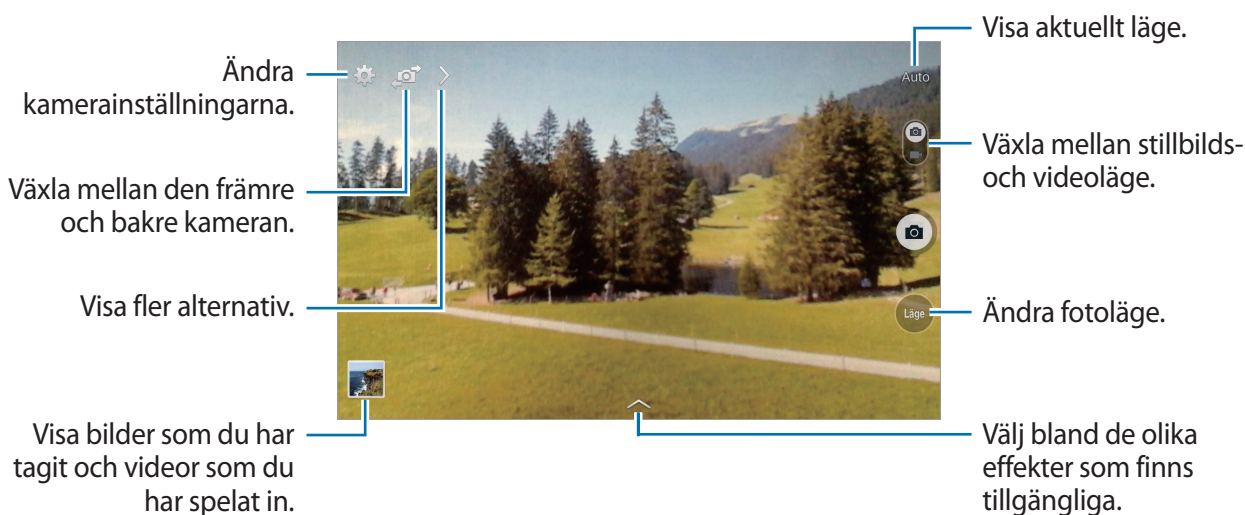 Ändra
kamerainställningarna.
Växla mellan den främre
och bakre kameran.
Visa fler alternativ.
Visa bilder som du har
tagit och videor som du
har spelat in.
Visa aktuellt läge.
Auto
Växla mellan stillbilds-
och videoläge.
Läge
Ändra fotoläge.
Välj bland de olika
effekter som finns
tillgängliga.